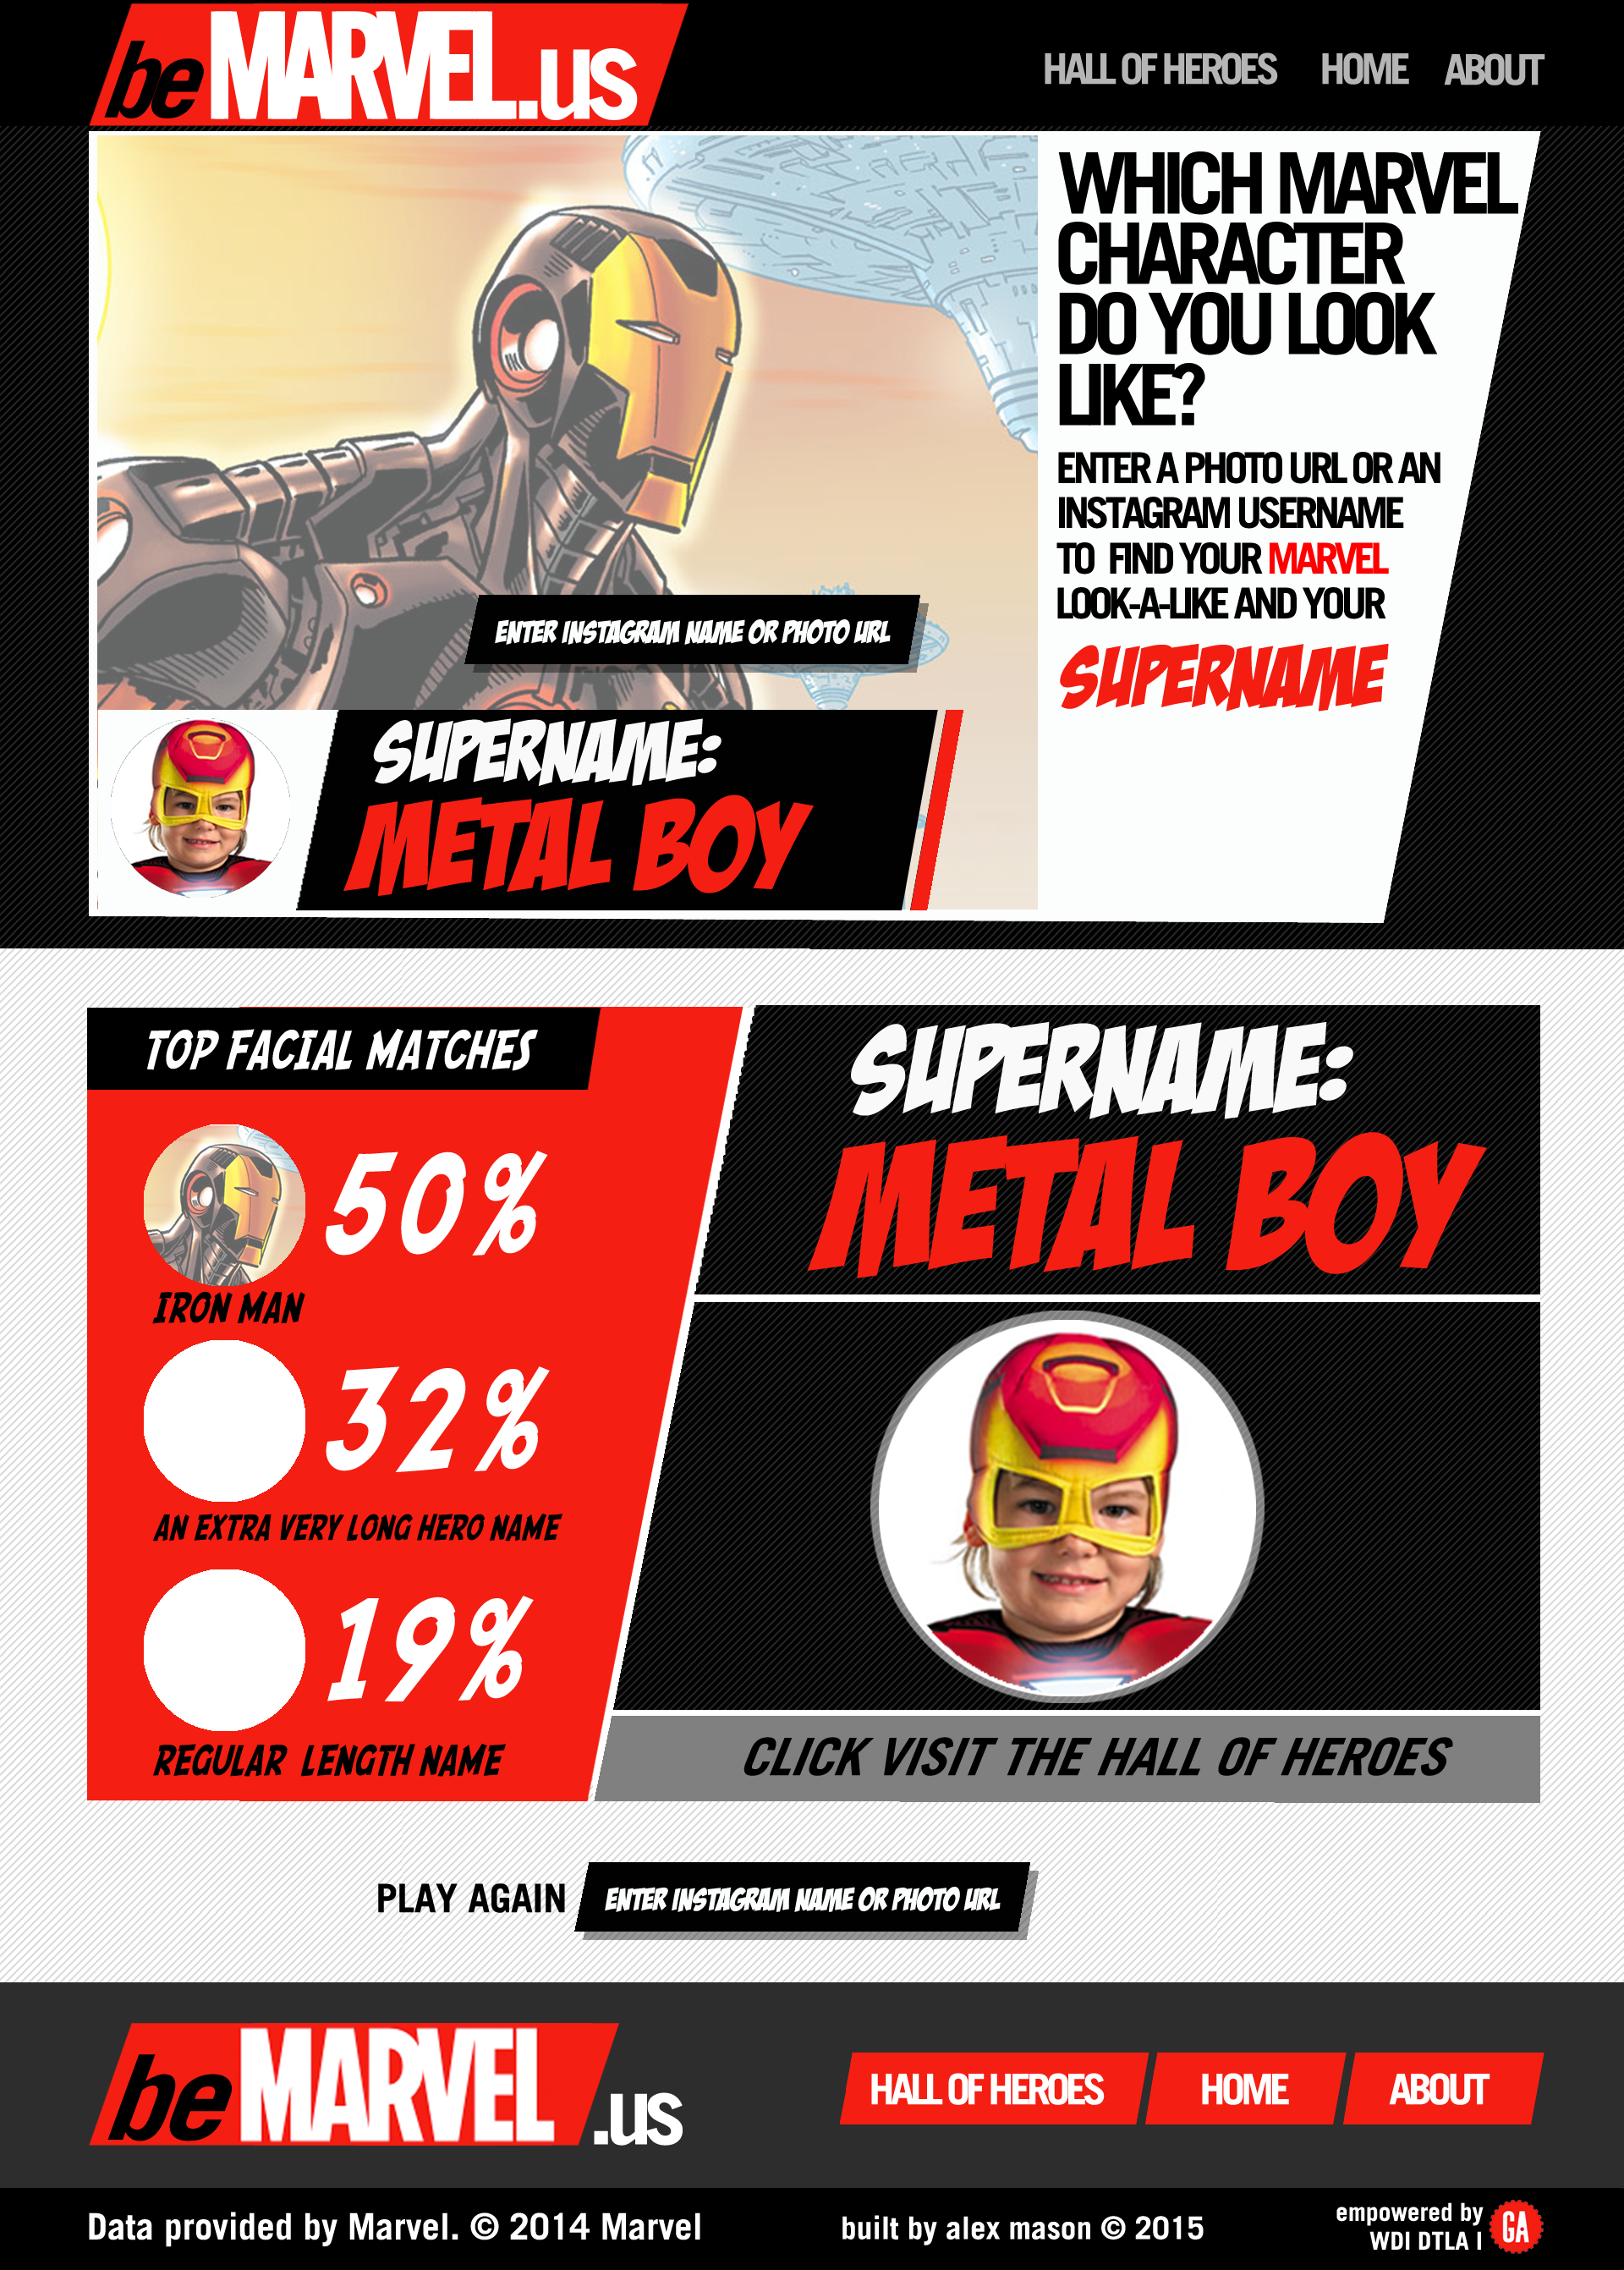 be MARVEL.us
HALL OF HEROES HOME ABOUT
WHICH MARVEL
CHARACTER
DO YOU LOOK
LIKE?
ENTER A PHOTO URL OR AN
INSTAGRAM USERNAME
TO FIND YOUR MARVEL
LOOK-A-LIKE AND YOUR
SUPERNAME
ENTER INSTAGRAM NAME OR PHOTO URL
SUPERNAME:
METAL BOY
TOP FACIAL MATCHES
50%
IRON MAN
32%
AN EXTRA VERY LONG HERO NAME
19%
REGULAR LENGTH NAME
SUPERNAME:
METAL BOY
CLICK VISIT THE HALL OF HEROES
PLAY AGAIN
ENTER INSTAGRAM NAME OR PHOTO URL
be MARVEL .us
HALL OF HEROES HOME ABOUT
Data provided by Marvel. © 2014 Marvel
built by alex mason © 2015
empowered by
WDI DTLA I
GA